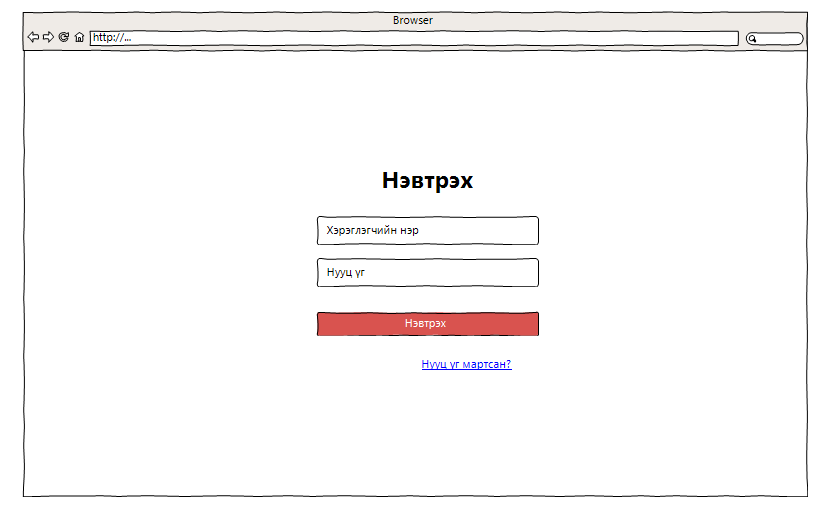 Browser
http://...
Нэвтрэх
Хэрэглэгчийн нэр
Нууц үг
Нэвтрэх
Нууц үг мартсан?